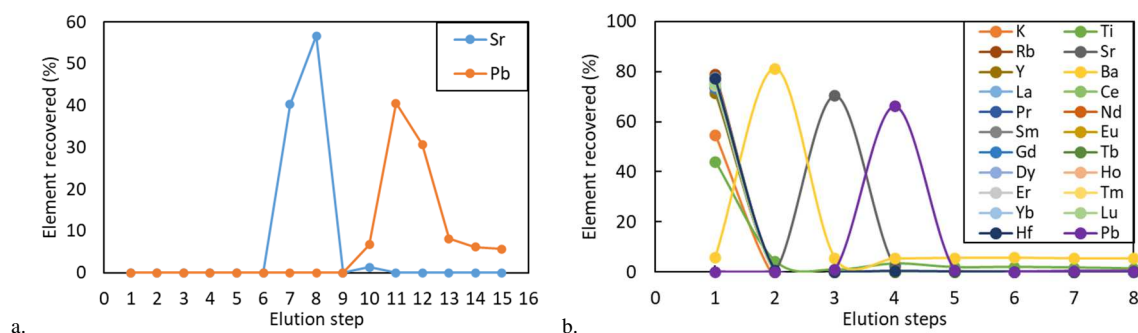 60
50
40
30
20
10
0
1 2 3 4 5 6 7 8 9 10 11 12 13 14 15 16
Element recovered (%)
Elution step
Sr
Pb
a.
100
80
60
40
20
0
0 1 2 3 4 5 6 7 8
Element recovered (%)
Elution steps
K Ti
Rb Sr
Y Ba
La Ce
Pr Nd
Sm Eu
Gd Tb
Dy Ho
Er Tm
Yb Lu
Hf Pb
b.